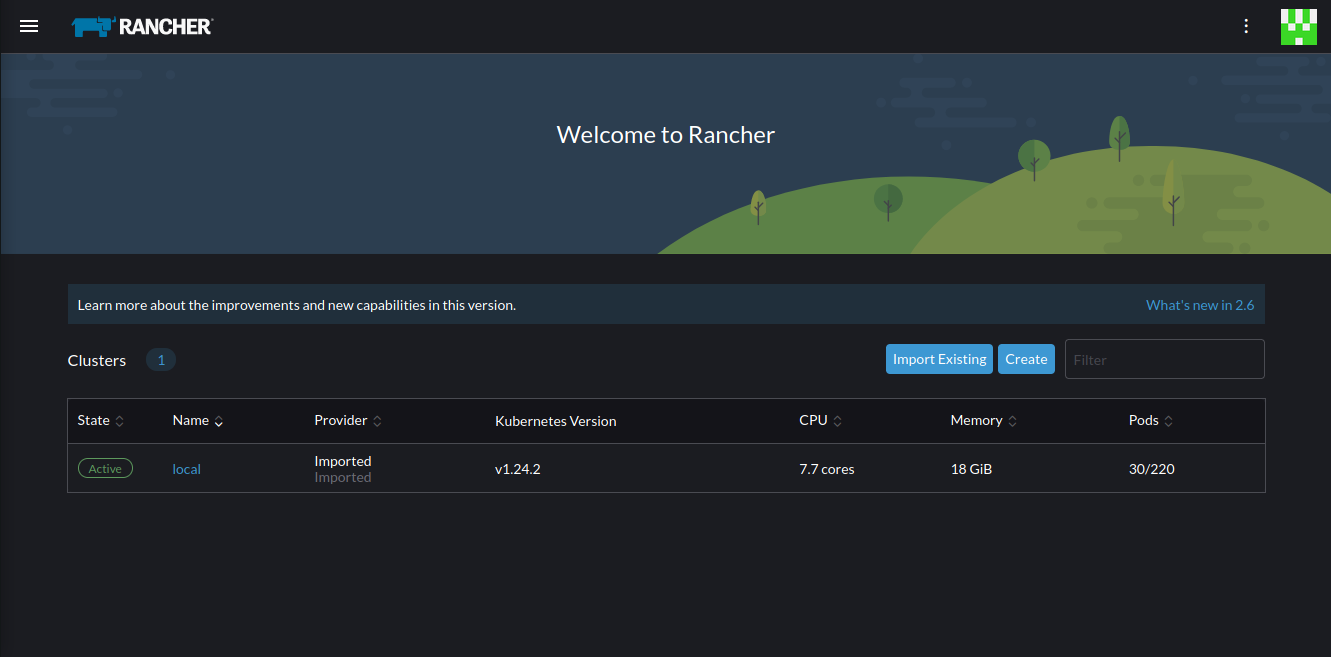 RANCHER
Welcome to Rancher
Learn more about the improvements and new capabilities in this version. What's new in 2.6
Clusters 1 Import Existing Create Filter
State Name Provider Kubernetes Version CPU Memory Pods
Active local Imported v1.24.2 7.7 cores 18 GiB 30/220
Imported